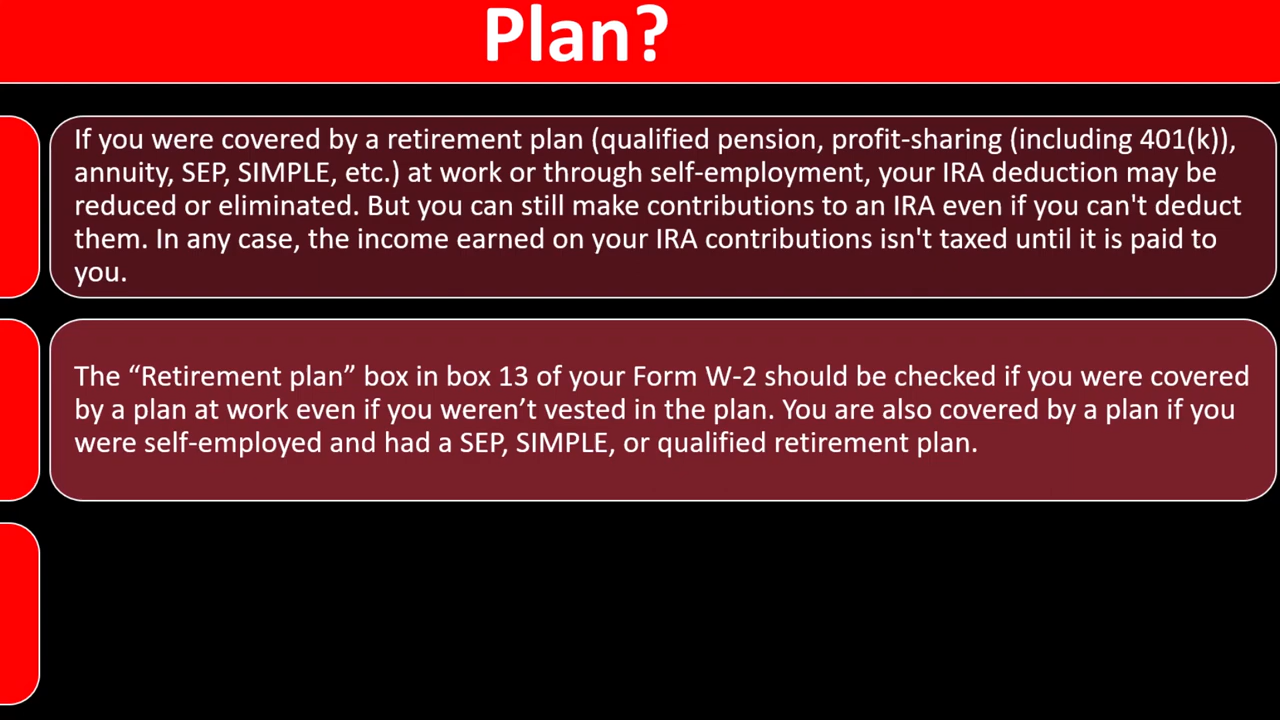 Plan?
If you were covered by a retirement plan (qualified pension, profit-sharing (including 401(k)),
annuity, SEP, SIMPLE, etc.) at work or through self-employment, your IRA deduction may be
reduced or eliminated. But you can still make contributions to an IRA even if you can't deduct
them. In any case, the income earned on your IRA contributions isn't taxed until it is paid to
you.
The “Retirement plan” box in box 13 of your Form W-2 should be checked if you were covered
by a plan at work even if you weren’t vested in the plan. You are also covered by a plan if you
were self-employed and had a SEP, SIMPLE, or qualified retirement plan.